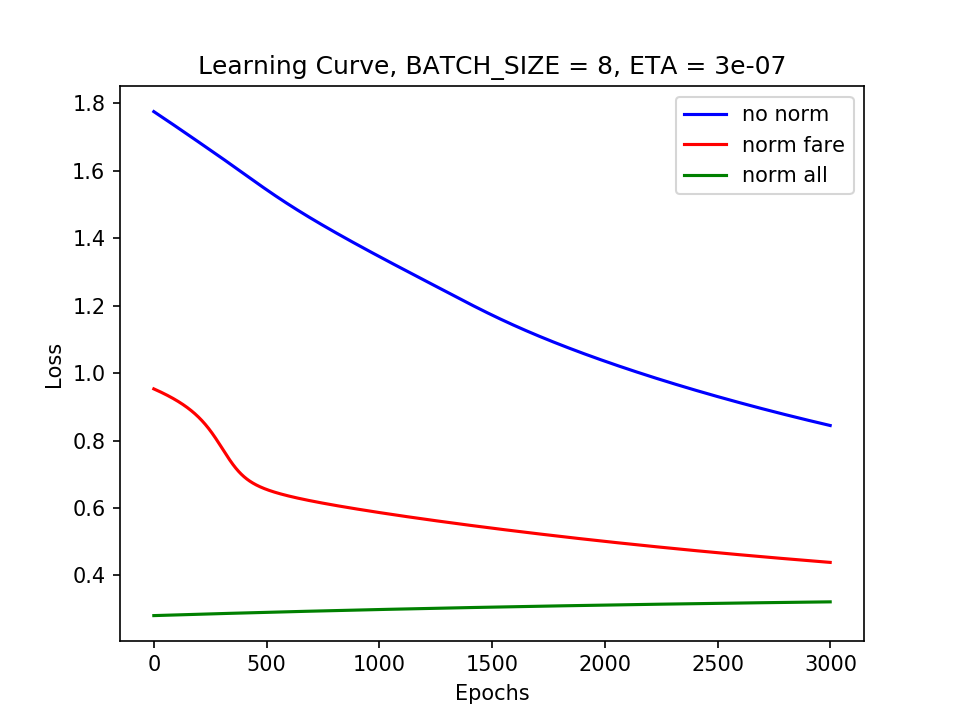 Learning Curve, BATCH_SIZE = 8, ETA = 3e-07
no norm
norm fare
norm all
1.8
1.6
1.4
1.2
1.0
0.8
0.6
0.4
Loss
0 500 1000 1500 2000 2500 3000
Epochs